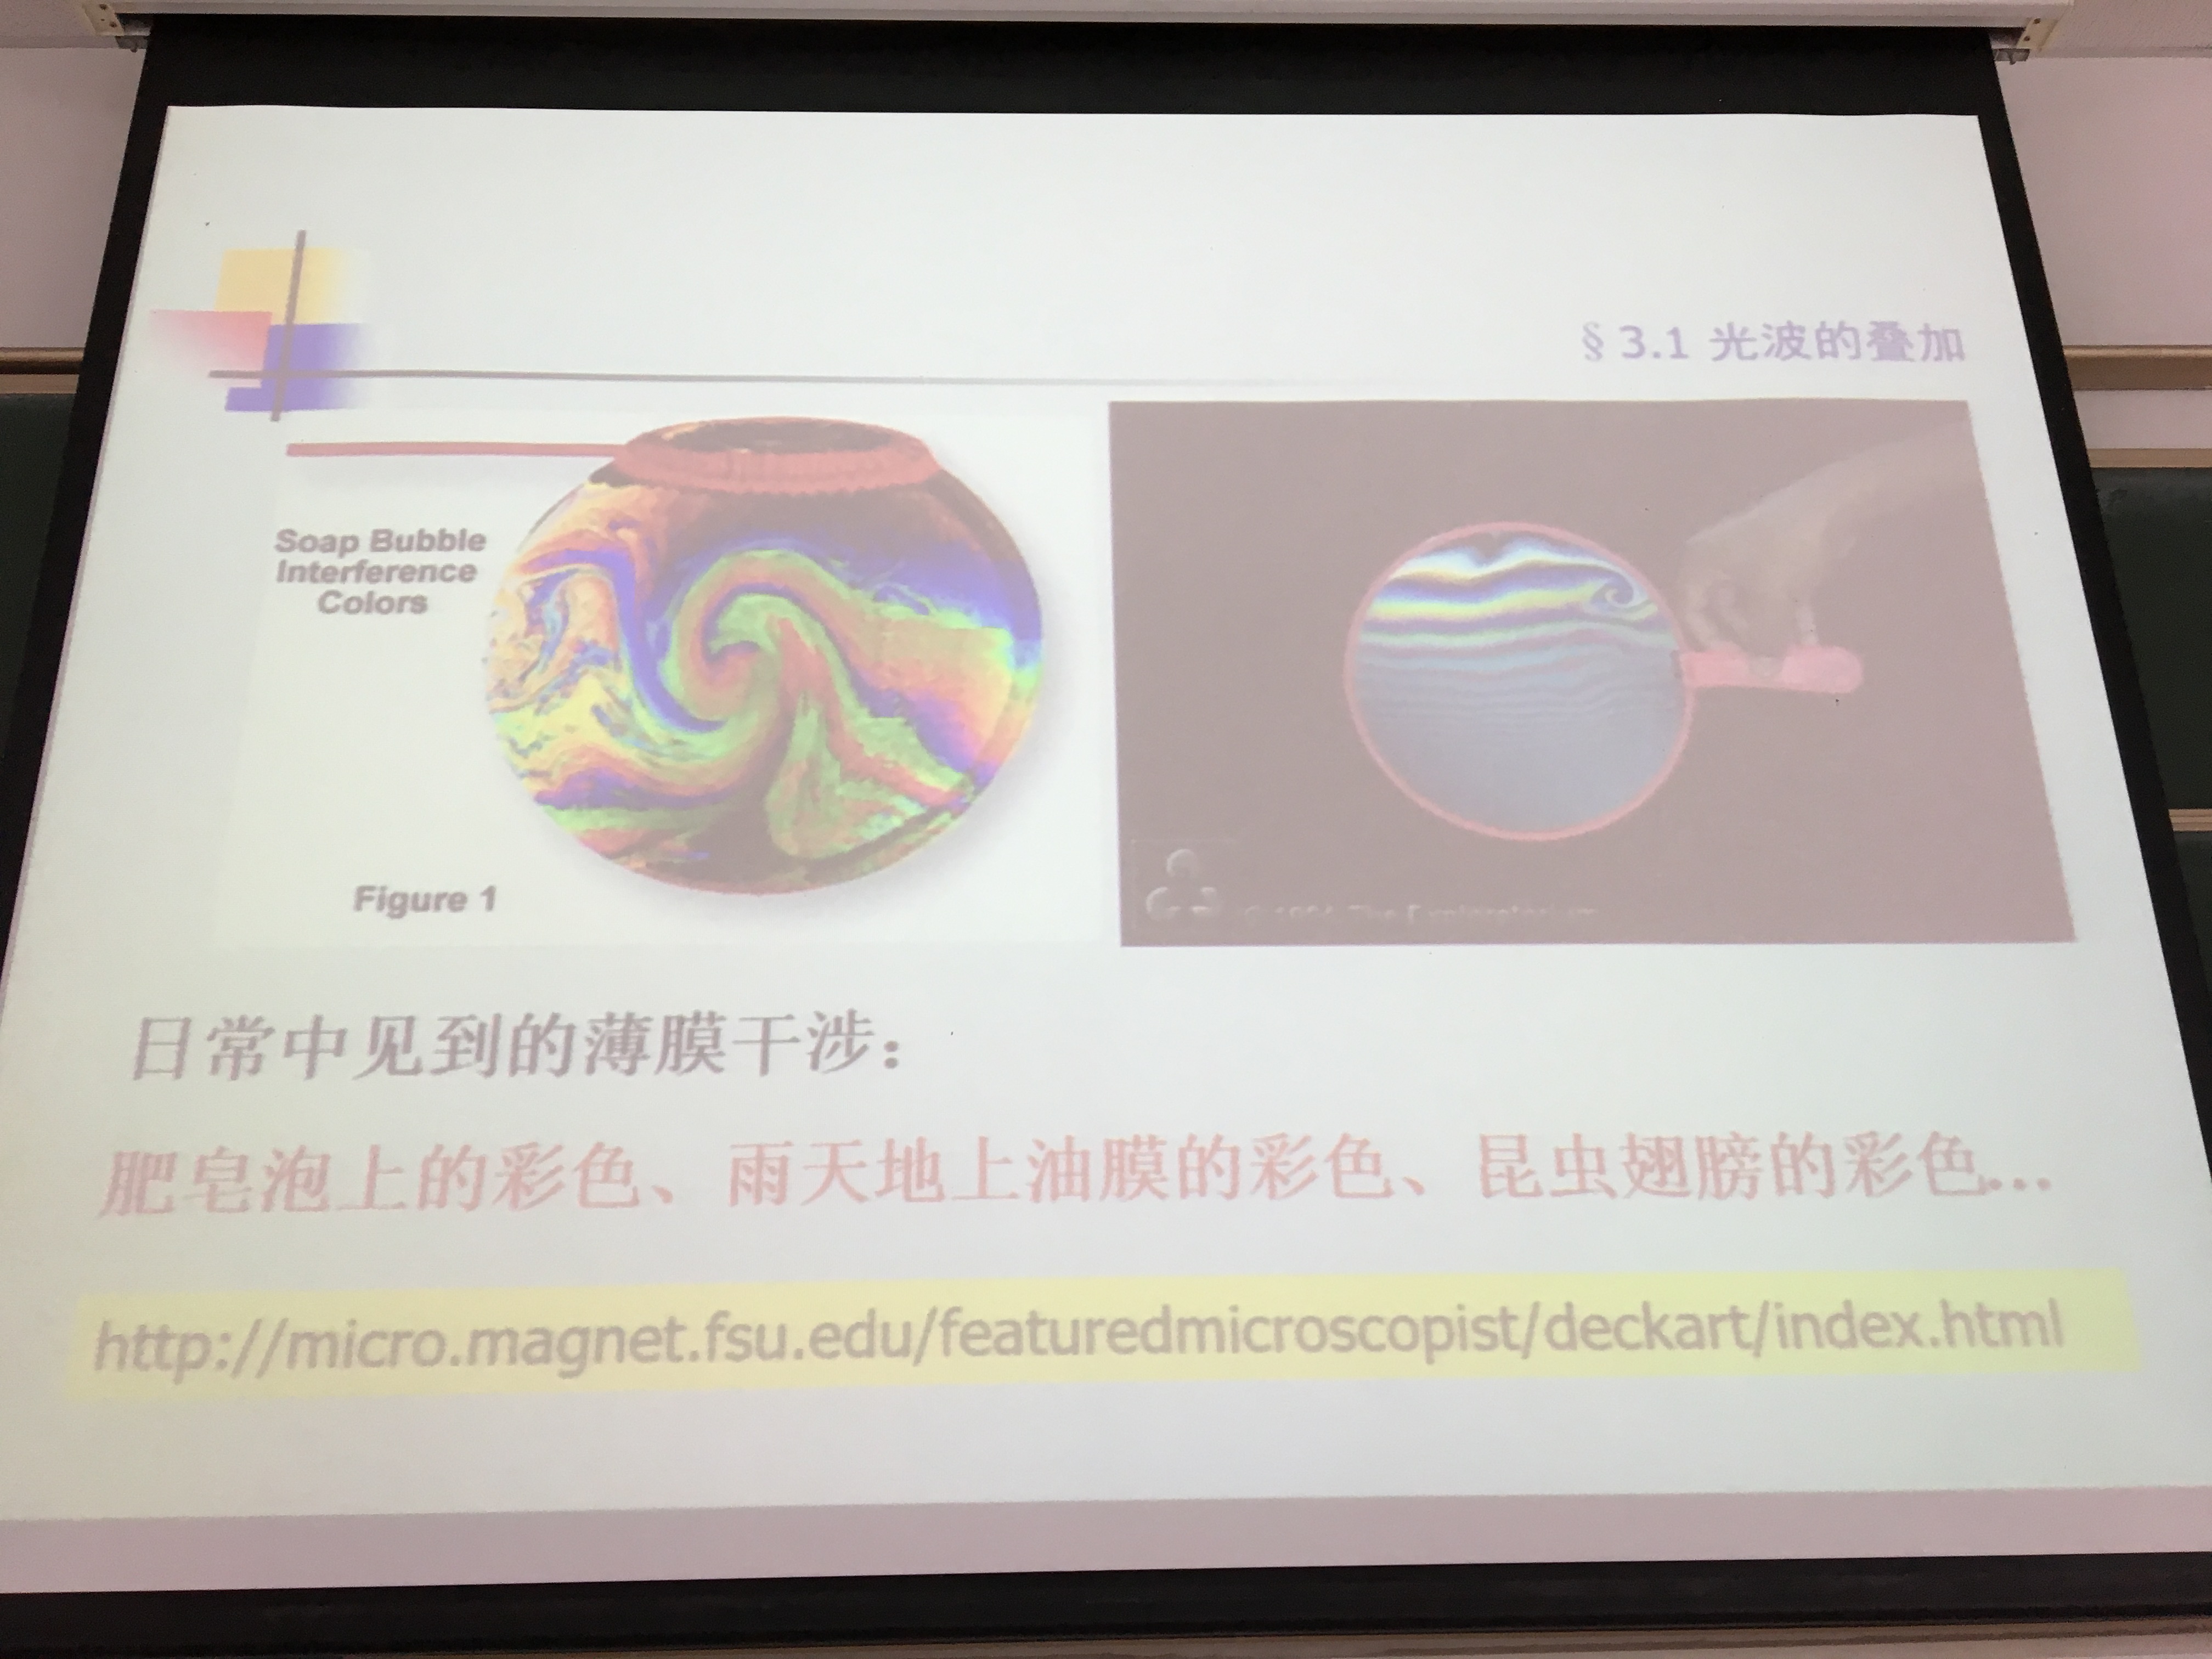 §3.1 光波的叠加
Soap Bubble
Interference
Colors
Figure 1
The Exploratorium
日常中见到的薄膜干涉：
肥皂泡上的彩色、雨天地上油膜的彩色、昆虫翅膀的彩色...
http://micro.magnet.fsu.edu/featuredmicroscopist/deckart/index.html